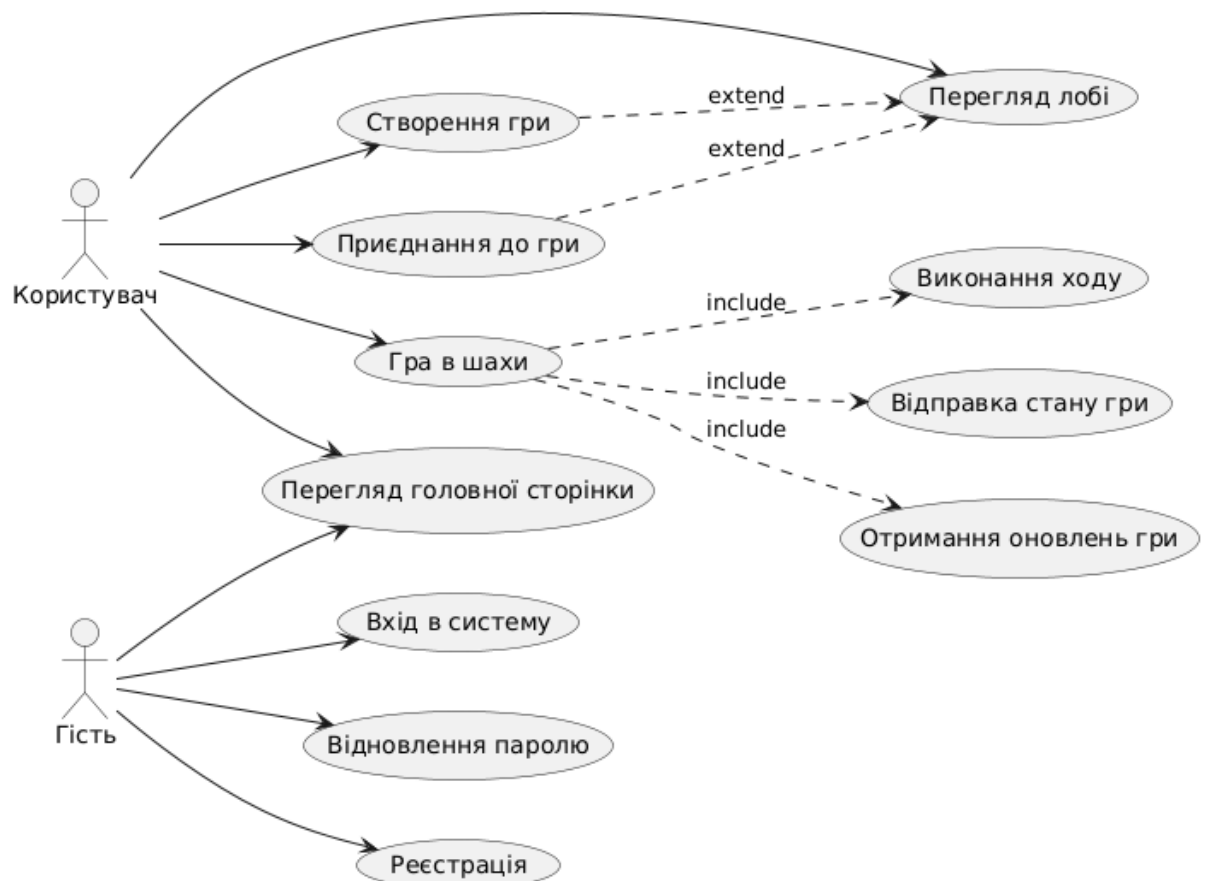 extend
Перегляд лобі
Створення гри
extend
Приєднання до гри
Користувач
Виконання ходу
include
Гра в шахи
include
Відправка стану гри
include
Перегляд головної сторінки
Отримання оновлень гри
Вхід в систему
Гість
Відновлення паролю
Реєстрація